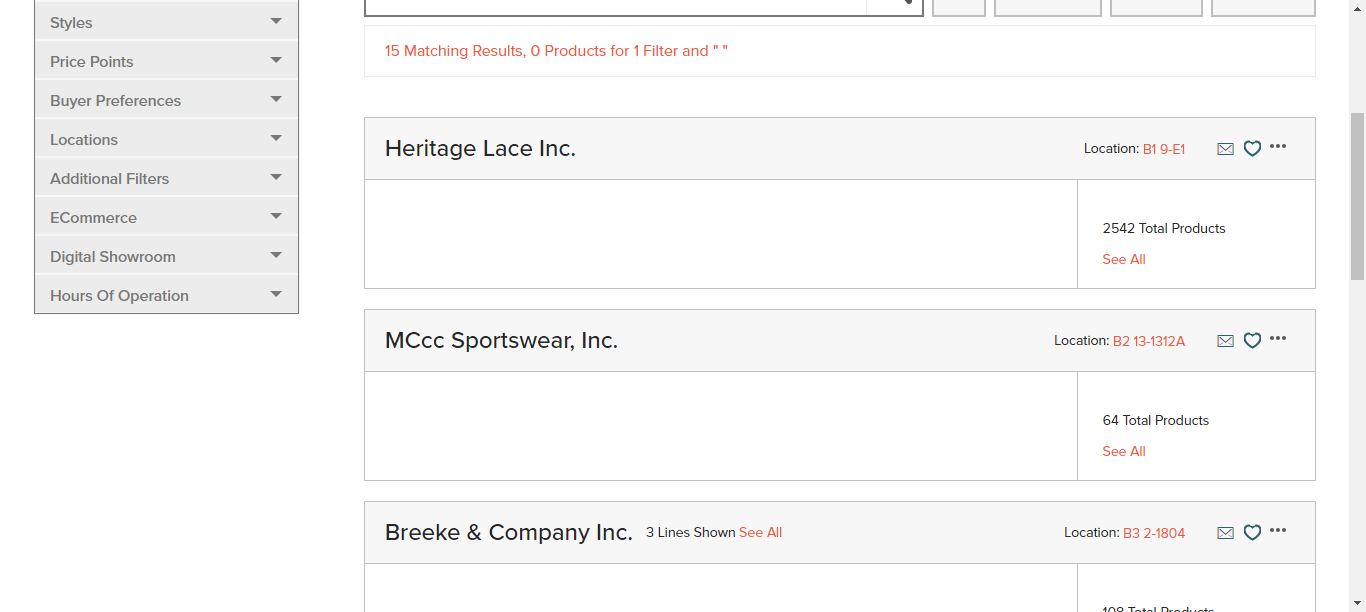 Styles
Price Points
Buyer Preferences
Locations
Additional Filters
ECommerce
Digital Showroom
Hours Of Operation
15 Matching Results, 0 Products for 1 Filter and " "
Heritage Lace Inc.
Location: B1 9-E1
2542 Total Products
See All
MCcc Sportswear, Inc.
Location: B2 13-1312A
64 Total Products
See All
Breeke & Company Inc. 3 Lines Shown See All
Location: B3 2-1804
108 Total Products